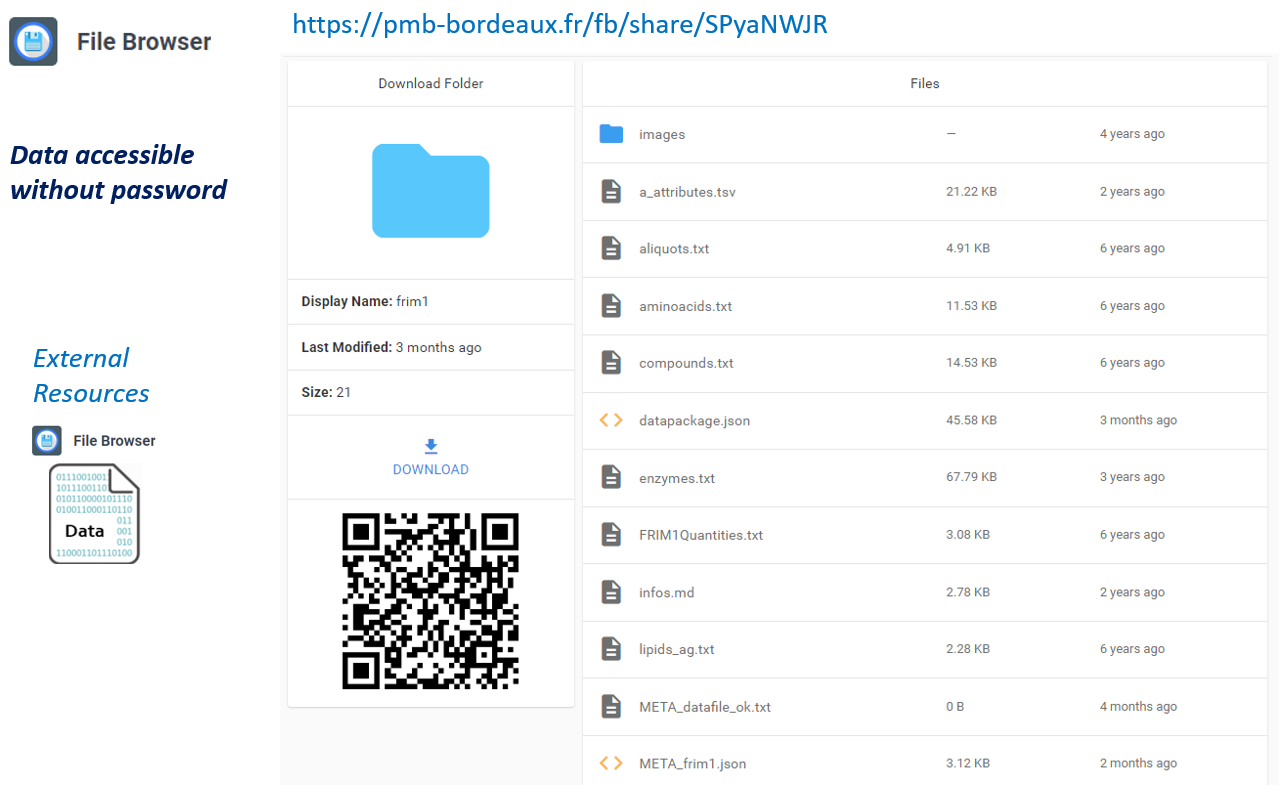 https://pmb-bordeaux.fr/fb/share/SPyaNWJR
File Browser
Data accessible
without password
External
Resources
File Browser
0111001001
1011100110
010110000101110
010011000110110
011
Data 001
010
110001101110100
Download Folder
Display Name: frim1
Last Modified: 3 months ago
Size: 21
DOWNLOAD
Files
images — 4 years ago
a_attributes.tsv 21.22 KB 2 years ago
aliquots.txt 4.91 KB 6 years ago
aminoacids.txt 11.53 KB 6 years ago
compounds.txt 14.53 KB 6 years ago
datapackage.json 45.58 KB 3 months ago
enzymes.txt 67.79 KB 3 years ago
FRIM1Quantities.txt 3.08 KB 6 years ago
infos.md 2.78 KB 2 years ago
lipids_ag.txt 2.28 KB 6 years ago
META_datafile_ok.txt 0 B 4 months ago
META_frim1.json 3.12 KB 2 months ago